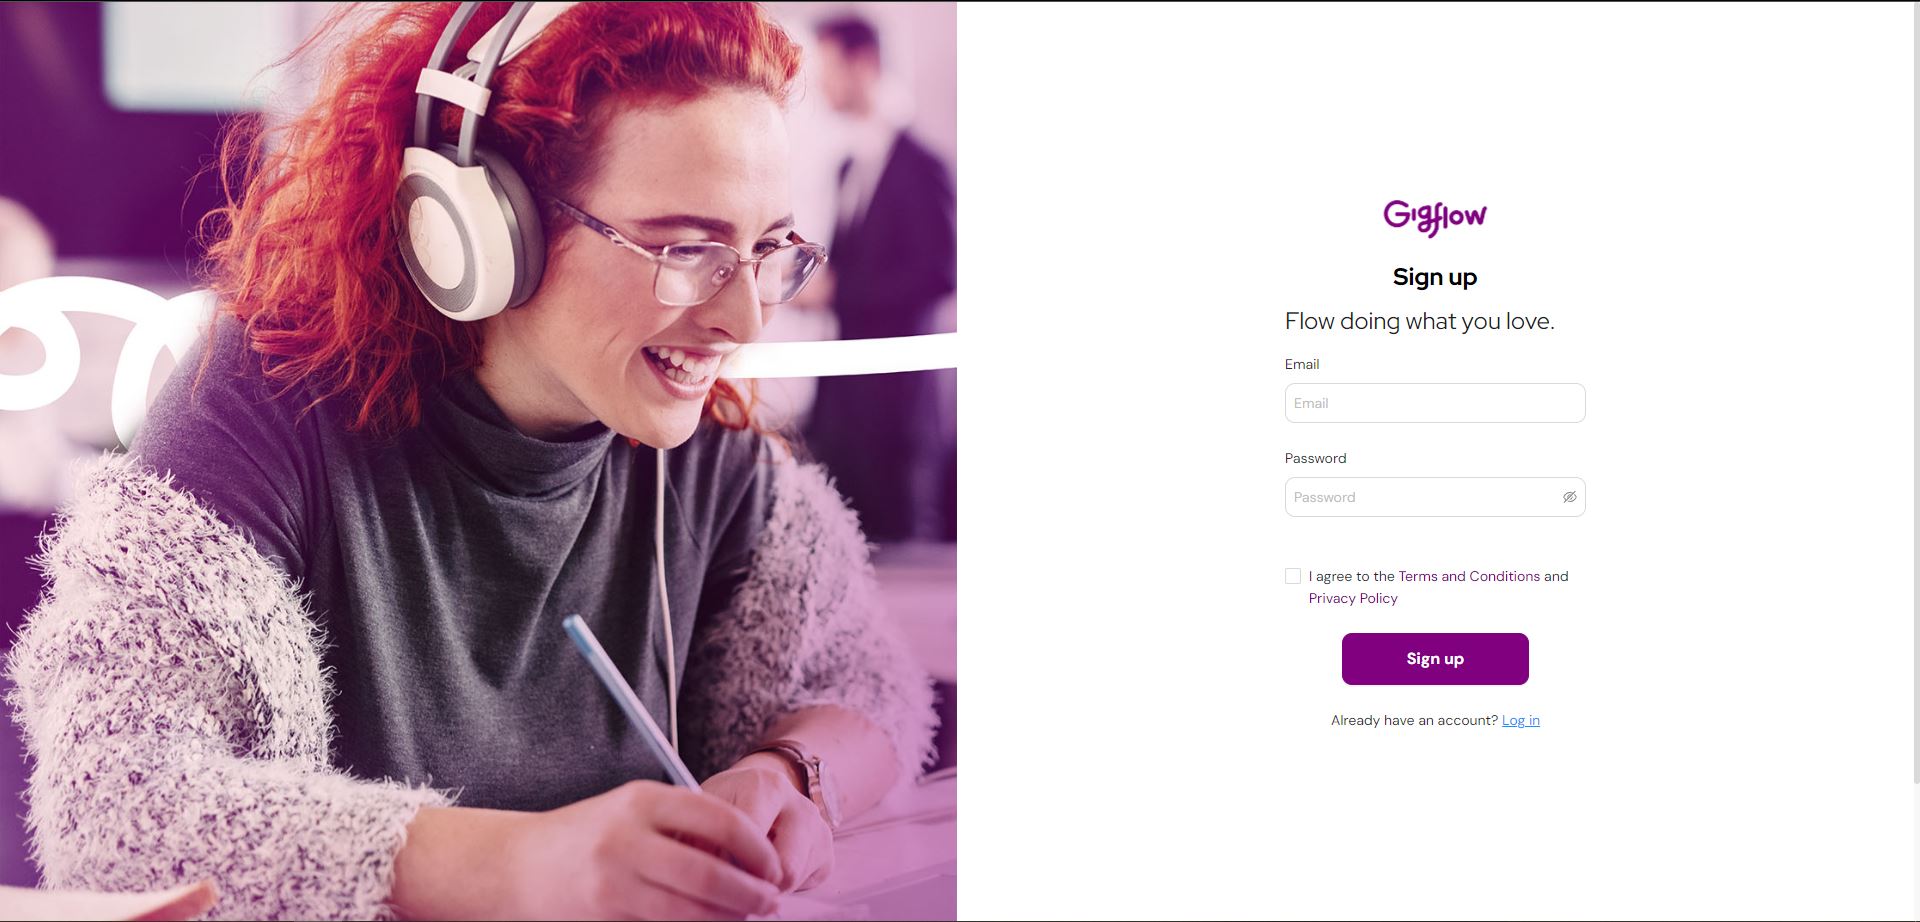 Gigflow
Sign up
Flow doing what you love.
Email
Email
Password
Password
I agree to the Terms and Conditions and
Privacy Policy
Sign up
Already have an account? Log in